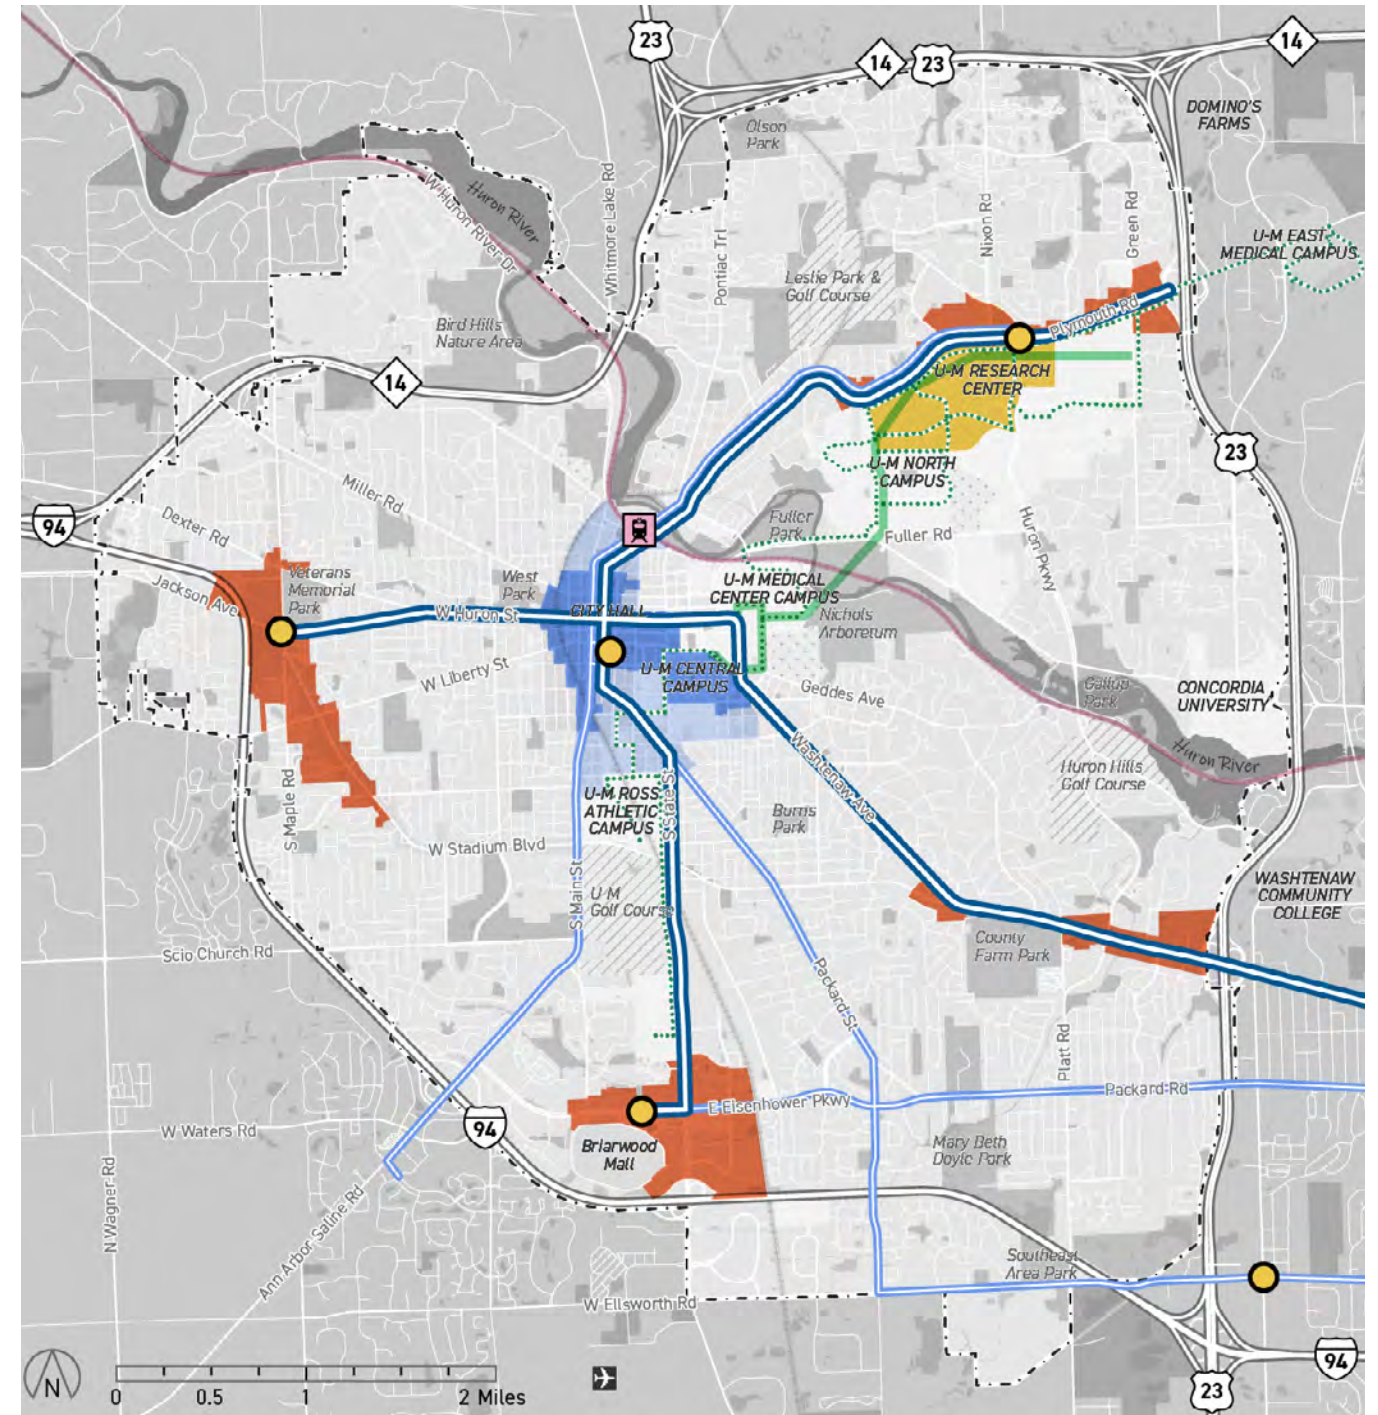 23
14
14
23
DOMINO'S
FARMS
Olson
Park
Whitmore Lake Rd
W Huron River Dr
Huron River
Pontiac Trl
Nixon Rd
Green Rd
U-M EAST
MEDICAL CAMPUS
Leslie Park &
Golf Course
Plymouth Rd
Bird Hills
Nature Area
14
U-M RESEARCH
CENTER
23
U-M NORTH
CAMPUS
Miller Rd
Dexter Rd
94
Fuller
Park
Fuller Rd
Huron Pkwy
Jackson Ave
Veterans
Memorial
Park
West
Park
U-M MEDICAL
CENTER CAMPUS
W Huron St
CITY HALL
Nichols
Arboretum
W Liberty St
U-M CENTRAL
CAMPUS
Geddes Ave
Gallup
Park
CONCORDIA
UNIVERSITY
Washtenaw Ave
Huron River
Huron Hills
Golf Course
S Maple Rd
U-M ROSS
ATHLETIC
CAMPUS
S State St
Burns
Park
W Stadium Blvd
S Main St
U M
Golf Course
WASHTENAW
COMMUNITY
COLLEGE
Scio Church Rd
County
Farm Park
Packard St
Platt Rd
Packard Rd
E Eisenhower Pkwy
94
W Waters Rd
Briarwood
Mall
Mary Beth
Doyle Park
N Wagner Rd
Ann Arbor Saline Rd
Southeast
Area Park
W Ellsworth Rd
94
23
N
0 0.5 1 2 Miles